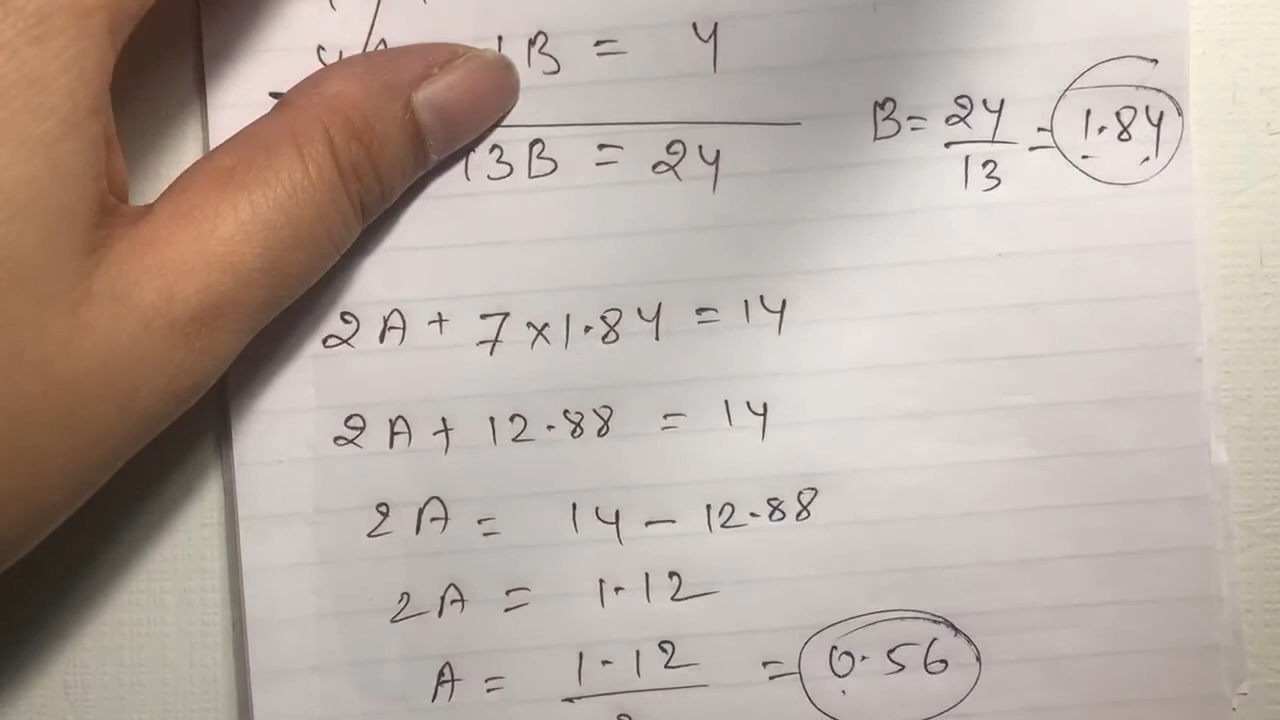 B = 4
13B = 24
B = 24/13 = 1.84
2A + 7×1.84 = 14
2A + 12.88 = 14
2A = 14 - 12.88
2A = 1.12
A = 1.12/ = 0.56